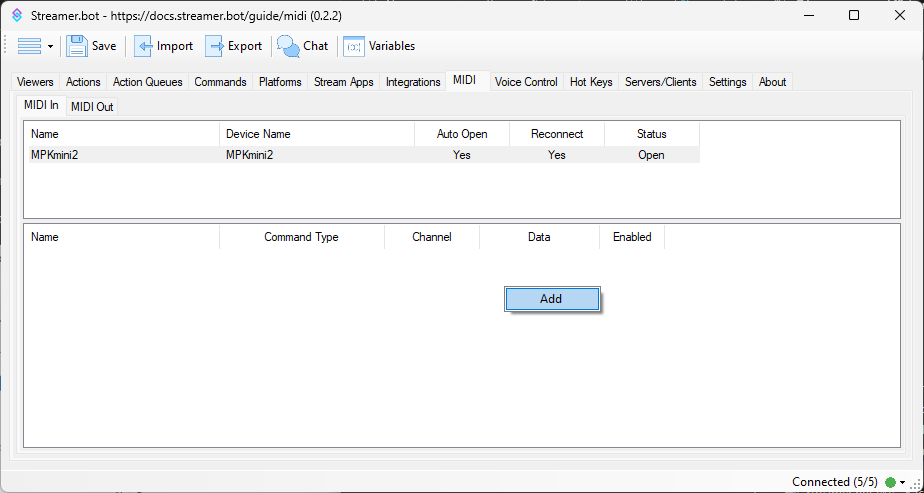 Streamer.bot - https://docs.streamer.bot/guide/midi (0.2.2)
Save Import Export Chat Variables
Viewers Actions Action Queues Commands Platforms Stream Apps Integrations MIDI Voice Control Hot Keys Servers/Clients Settings About
MIDI In MIDI Out
Name Device Name Auto Open Reconnect Status
MPKmini2 MPKmini2 Yes Yes Open
Name Command Type Channel Data Enabled
Add
Connected (5/5)